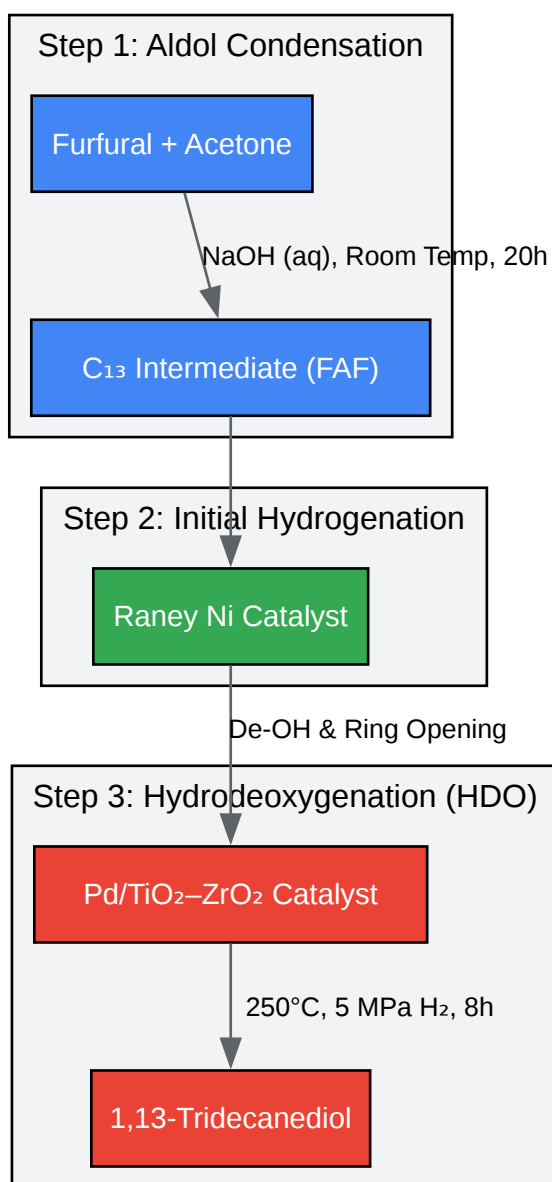 Step 1: Aldol Condensation
Furfural + Acetone
NaOH (aq), Room Temp, 20h
C₁₃ Intermediate (FAF)
Step 2: Initial Hydrogenation
Raney Ni Catalyst
De-OH & Ring Opening
Step 3: Hydrodeoxygenation (HDO)
Pd/TiO₂–ZrO₂ Catalyst
250°C, 5 MPa H₂, 8h
1,13-Tridecanediol